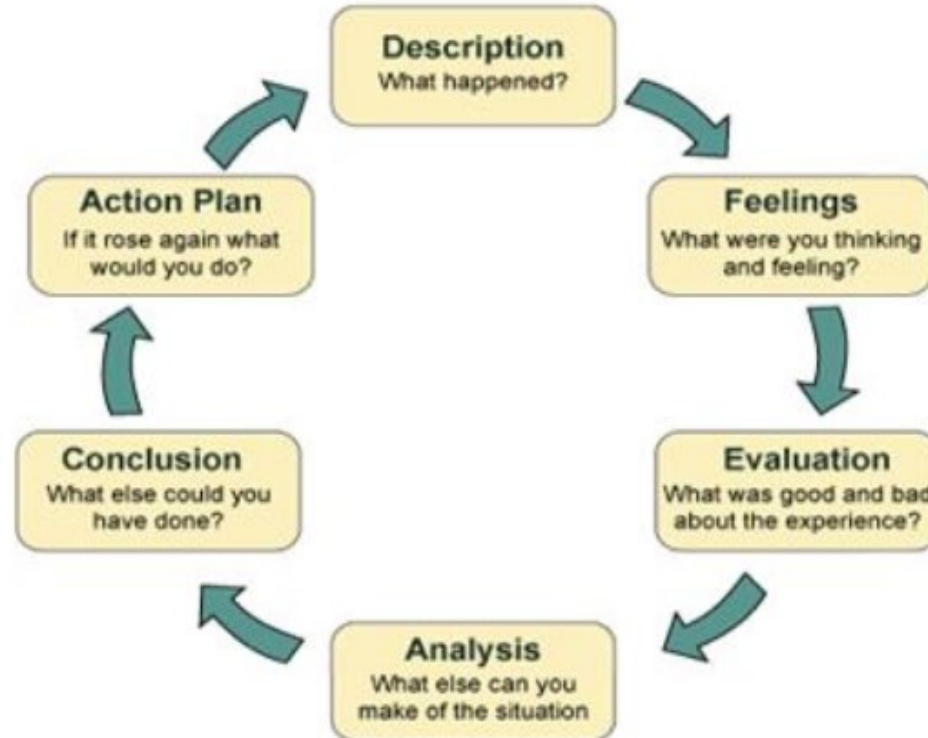 Description
What happened?
Feelings
What were you thinking
and feeling?
Evaluation
What was good and bad
about the experience?
Analysis
What else can you
make of the situation
Conclusion
What else could you
have done?
Action Plan
If it rose again what
would you do?